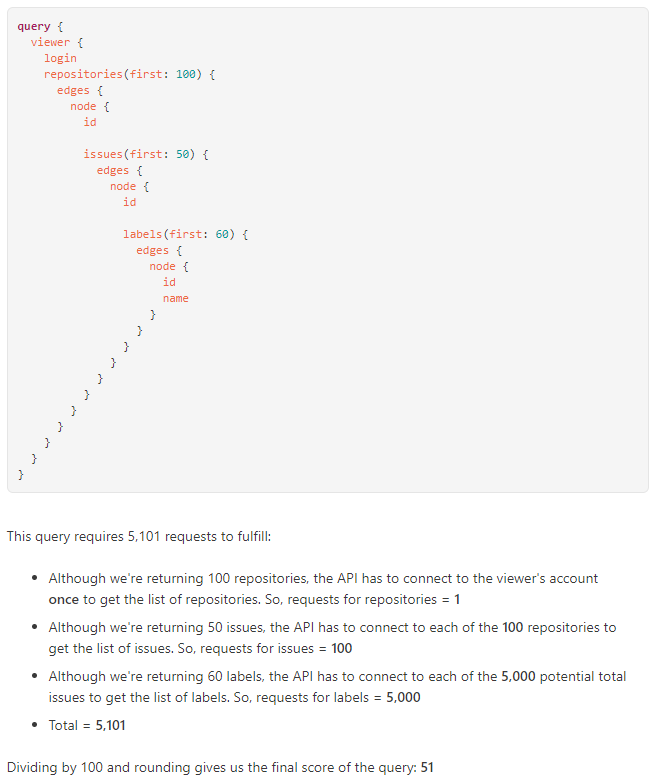 query {
  viewer {
    login
    repositories(first: 100) {
      edges {
        node {
          id
          issues(first: 50) {
            edges {
              node {
                id
                labels(first: 60) {
                  edges {
                    node {
                      id
                      name
                    }
                  }
                }
              }
            }
          }
        }
      }
    }
  }
}
This query requires 5,101 requests to fulfill:
• Although we're returning 100 repositories, the API has to connect to the viewer's account
once to get the list of repositories. So, requests for repositories = 1
• Although we're returning 50 issues, the API has to connect to each of the 100 repositories to
get the list of issues. So, requests for issues = 100
• Although we're returning 60 labels, the API has to connect to each of the 5,000 potential total
issues to get the list of labels. So, requests for labels = 5,000
• Total = 5,101
Dividing by 100 and rounding gives us the final score of the query: 51